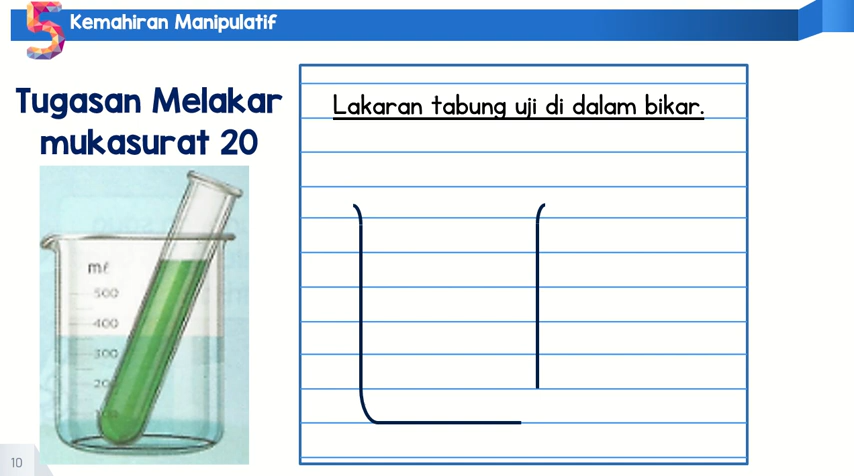 5 Kemahiran Manipulatif
Tugasan Melakar
mukasurat 20
Lakaran tabung uji di dalam bikar.
mℓ
500
400
300
10